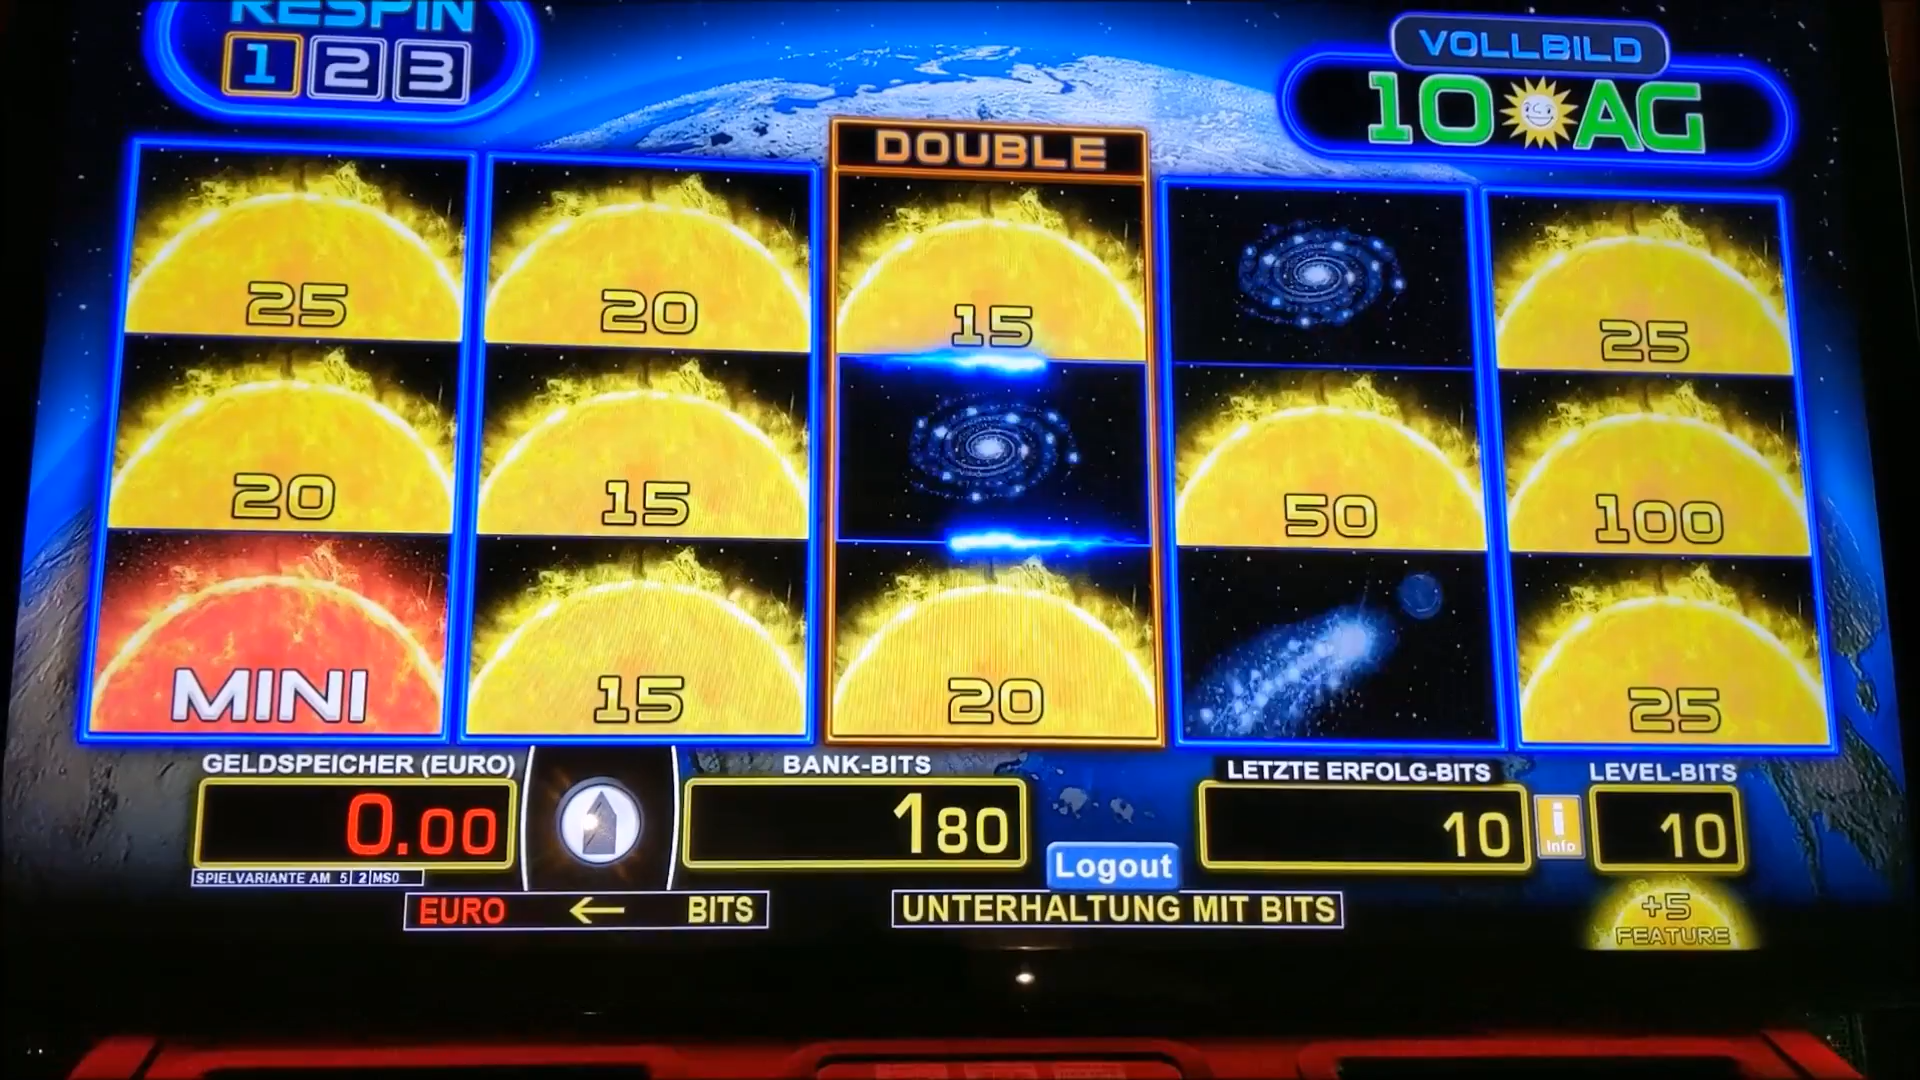 RESPIN
1 2 3
VOLLBILD
10 AG
DOUBLE
25 20 15 25
20 15 50 100
MINI 15 20 25
GELDSPEICHER (EURO) BANK-BITS LETZTE ERFOLG-BITS LEVEL-BITS
0.00 180 10 info 10
Logout
SPIELVARIANTE AM 5| 2|MS0
EURO ← BITS UNTERHALTUNG MIT BITS
+5
FEATURE